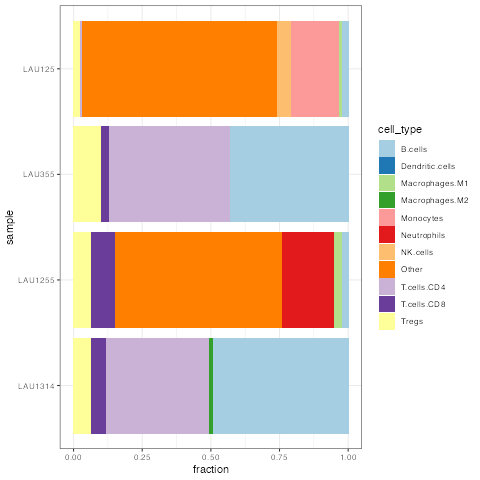 LAU125
LAU355
LAU1255
LAU1314
sample
0.00 0.25 0.50 0.75 1.00
fraction
cell_type
B.cells
Dendritic.cells
Macrophages.M1
Macrophages.M2
Monocytes
Neutrophils
NK.cells
Other
T.cells.CD4
T.cells.CD8
Tregs